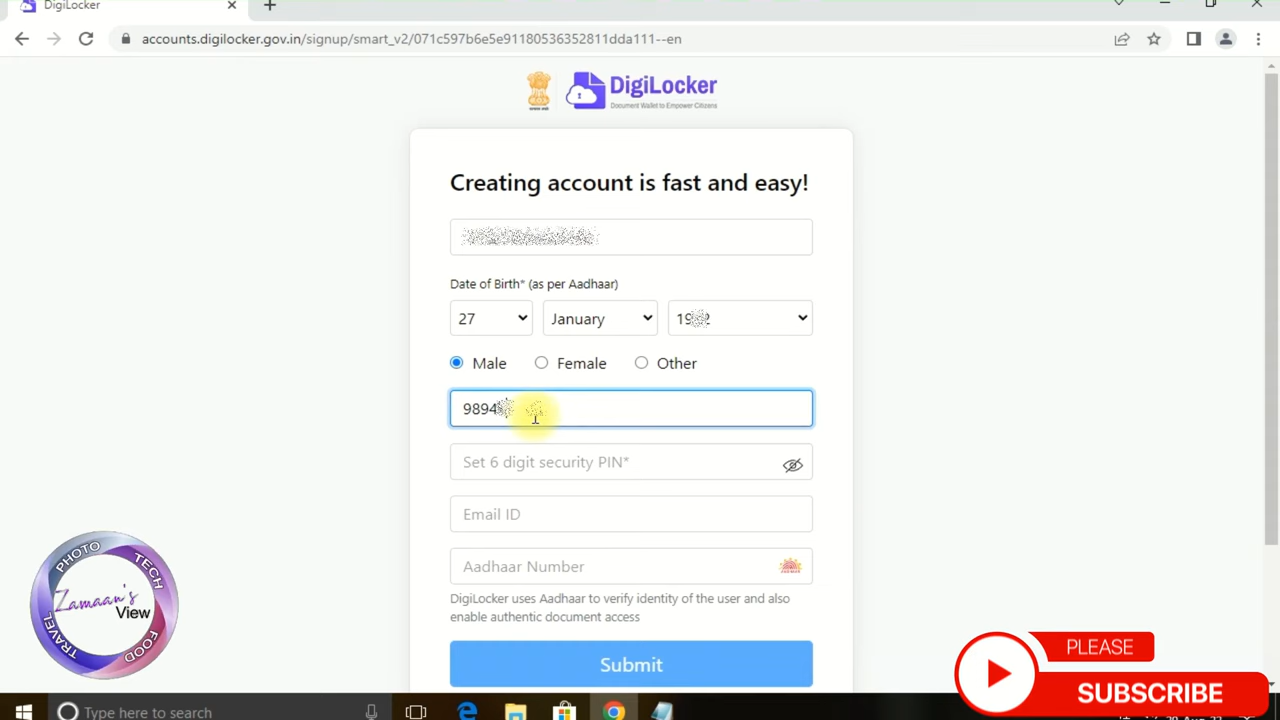 DigiLocker
accounts.digilocker.gov.in/signup/smart_v2/071c597b6e5e91180536352811dda111--en
DigiLocker
Document Wallet to Empower Citizens
Creating account is fast and easy!
Date of Birth* (as per Aadhaar)
27 January
Male Female Other
9894
Set 6 digit security PIN*
Email ID
Aadhaar Number
DigiLocker uses Aadhaar to verify identity of the user and also
enable authentic document access
Submit
PHOTO TECH
Zamaan's
View
TRAVEL FOOD
PLEASE
SUBSCRIBE
Type here to search